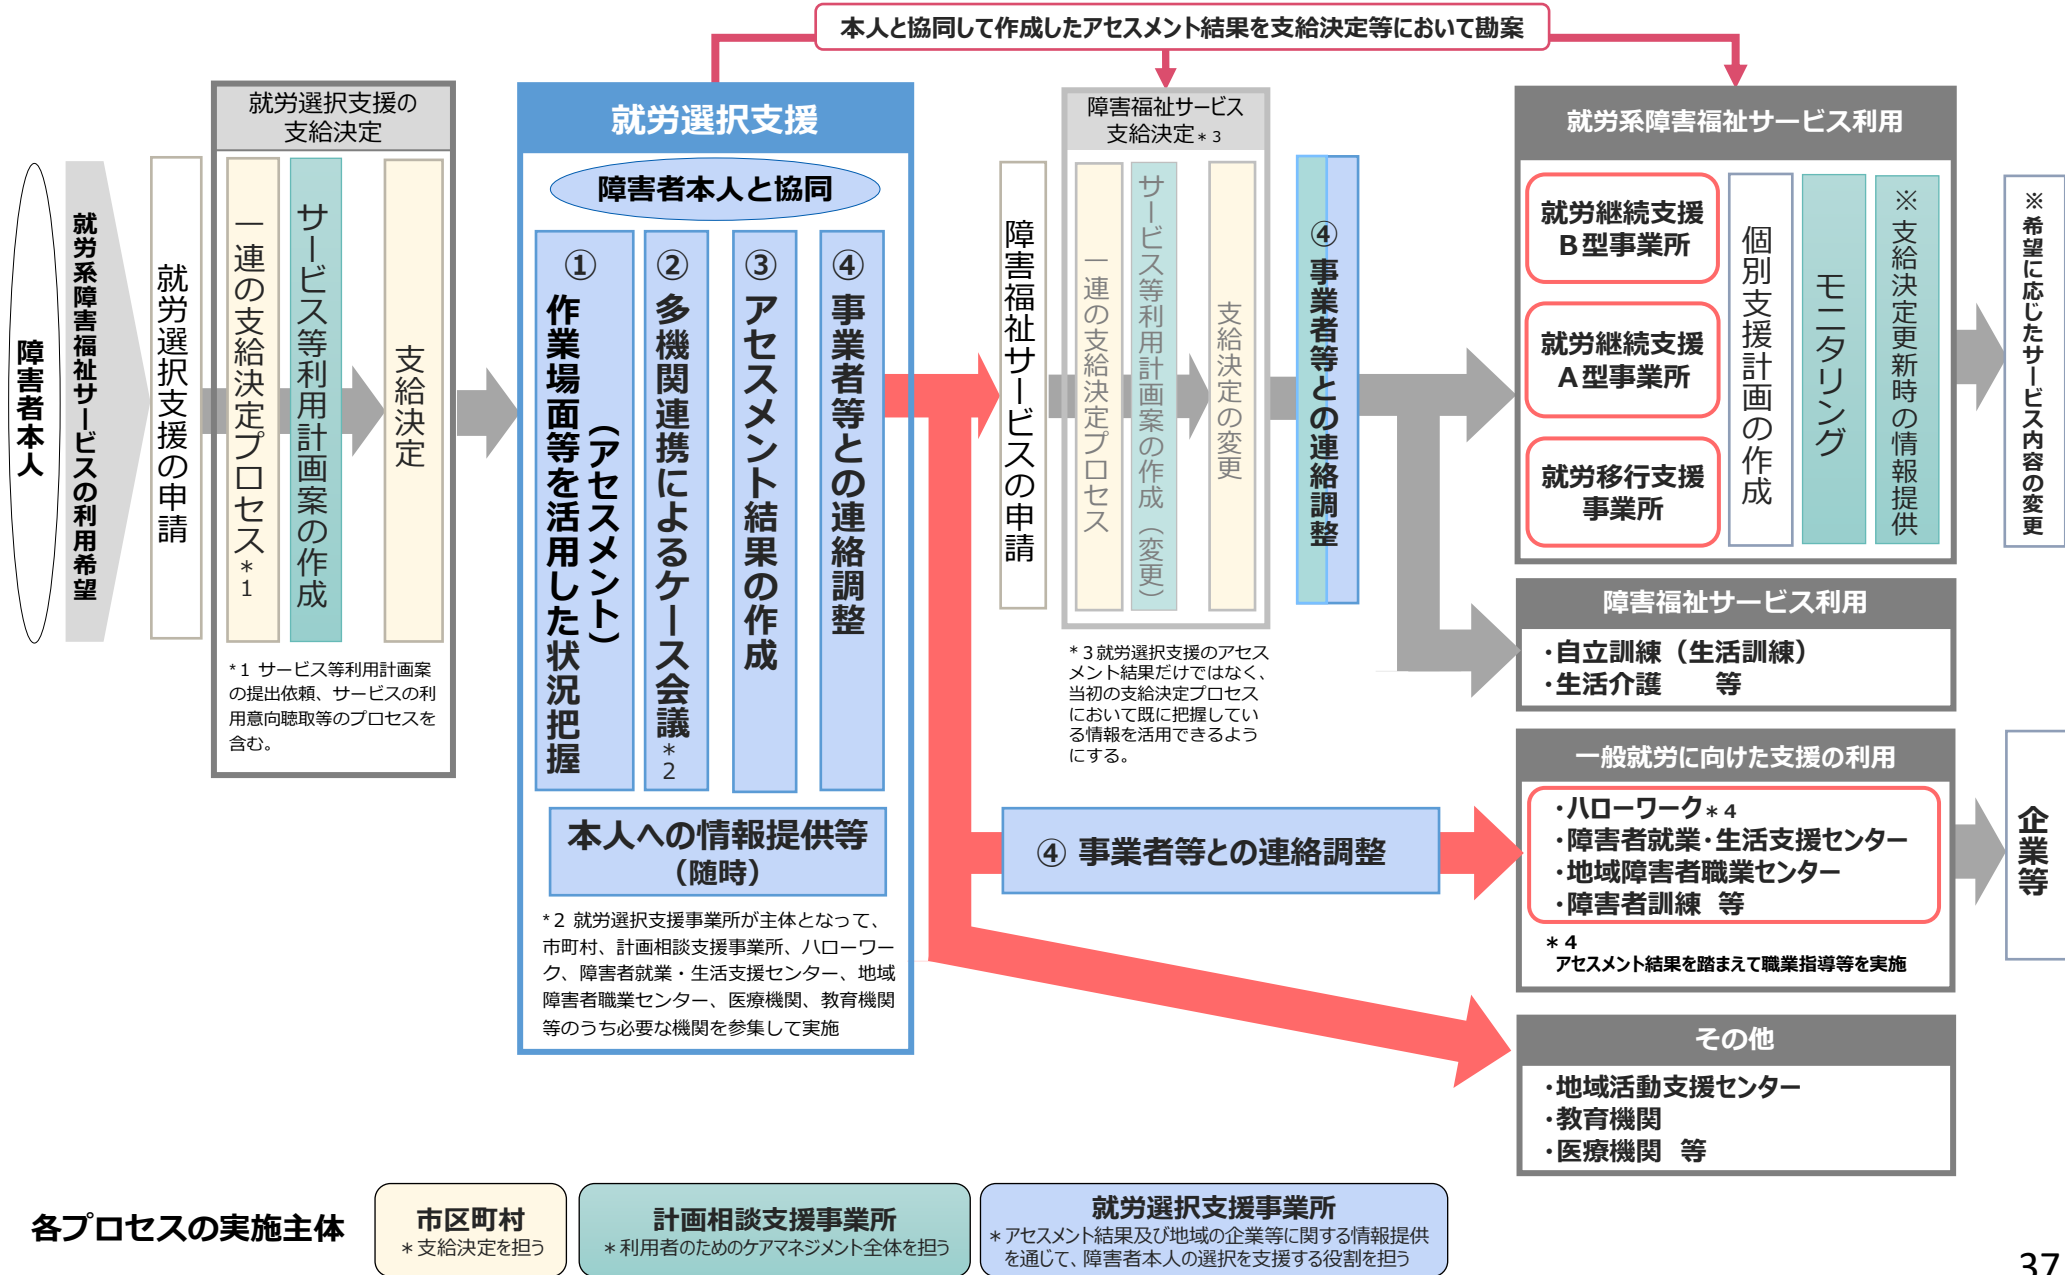 本人と協同して作成したアセスメント結果を支給決定等において勘案
障害者本人
就労系障害福祉サービスの利用希望
就労選択支援の申請
就労選択支援の
支給決定
一連の支給決定プロセス*1
サービス等利用計画案の作成
支給決定
*1 サービス等利用計画案
の提出依頼、サービスの利
用意向聴取等のプロセスを
含む。
就労選択支援
障害者本人と協同
①
作業場面等を活用した状況把握
（アセスメント）
②多機関連携によるケース会議*2
③アセスメント結果の作成
④事業者等との連絡調整
本人への情報提供等
（随時）
*2 就労選択支援事業所が主体となって、
市町村、計画相談支援事業所、ハローワー
ク、障害者就業・生活支援センター、地域
障害者職業センター、医療機関、教育機関
等のうち必要な機関を参集して実施
障害福祉サービスの申請
障害福祉サービス
支給決定*3
一連の支給決定プロセス
サービス等利用計画案の作成（変更）
支給決定の変更
*3就労選択支援のアセス
メント結果だけではなく、
当初の支給決定プロセス
において既に把握してい
る情報を活用できるよう
にする。
④事業者等との連絡調整
④ 事業者等との連絡調整
就労系障害福祉サービス利用
就労継続支援
B型事業所
就労継続支援
A型事業所
就労移行支援
事業所
個別支援計画の作成
モニタリング
※支給決定更新時の情報提供
※希望に応じたサービス内容の変更
障害福祉サービス利用
・自立訓練（生活訓練）
・生活介護　　等
一般就労に向けた支援の利用
・ハローワーク*4
・障害者就業・生活支援センター
・地域障害者職業センター
・障害者訓練　等
*4
アセスメント結果を踏まえて職業指導等を実施
企業等
その他
・地域活動支援センター
・教育機関
・医療機関　等
各プロセスの実施主体
市区町村
*支給決定を担う
計画相談支援事業所
*利用者のためのケアマネジメント全体を担う
就労選択支援事業所
*アセスメント結果及び地域の企業等に関する情報提供
を通じて、障害者本人の選択を支援する役割を担う
37